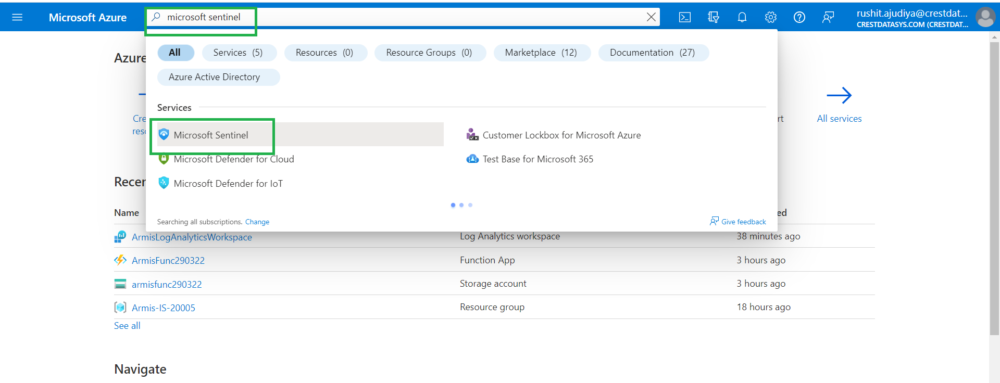 Microsoft Azure
microsoft sentinel
rushit.ajudiya@crestdat...
CRESTDATASYS.COM (CRESTDAT...
All
Services (5)
Resources (0)
Resource Groups (0)
Marketplace (12)
Documentation (27)
Azure Active Directory
Azure
Services
Cre
reso
rt
All services
Microsoft Sentinel
Customer Lockbox for Microsoft Azure
Microsoft Defender for Cloud
Test Base for Microsoft 365
Microsoft Defender for IoT
Recen
Name
ed
Searching all subscriptions. Change
Give feedback
ArmisLogAnalyticsWorkspace
Log Analytics workspace
38 minutes ago
ArmisFunc290322
Function App
3 hours ago
armisfunc290322
Storage account
3 hours ago
Armis-IS-20005
Resource group
18 hours ago
See all
Navigate